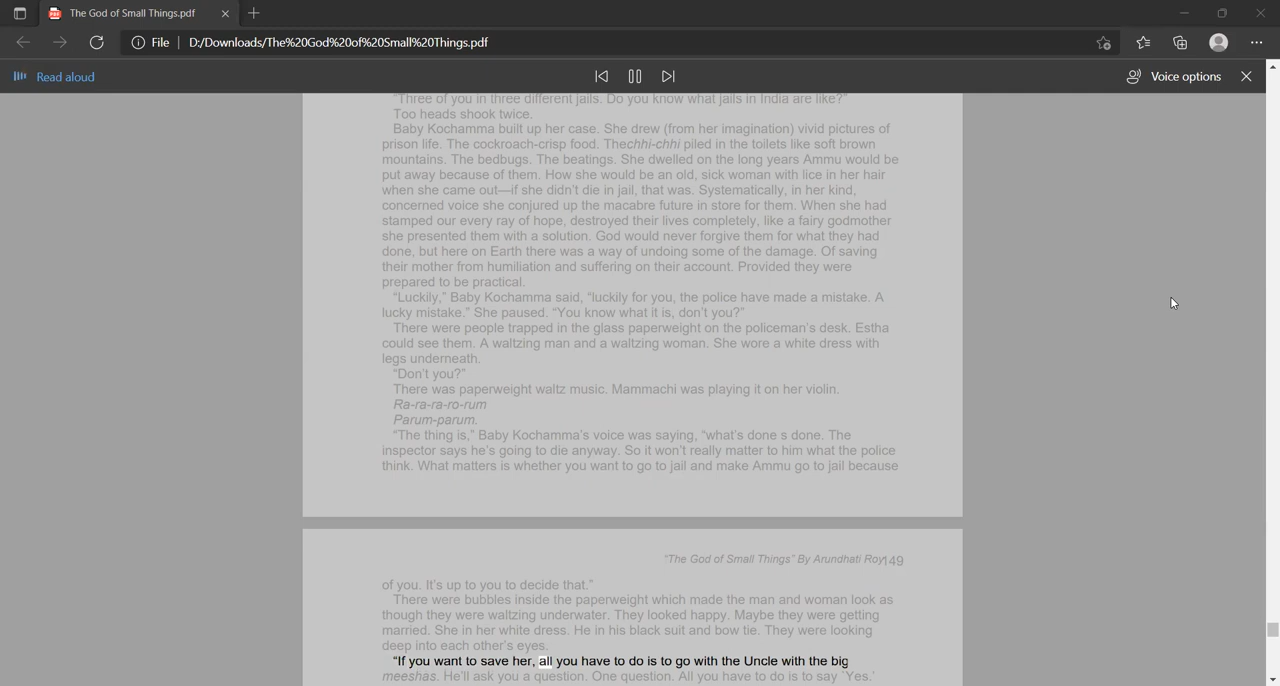 The God of Small Things.pdf
File
D:/Downloads/The%20God%20of%20Small%20Things.pdf
Read aloud
Voice options
"Three of you in three different jails. Do you know what jails in India are like?"
Too heads shook twice.
Baby Kochamma built up her case. She drew (from her imagination) vivid pictures of
prison life. The cockroach-crisp food. Thechhi-chhi piled in the toilets like soft brown
mountains. The bedbugs. The beatings. She dwelled on the long years Ammu would be
put away because of them. How she would be an old, sick woman with lice in her hair
when she came out—if she didn't die in jail, that was. Systematically, in her kind,
concerned voice she conjured up the macabre future in store for them. When she had
stamped our every ray of hope, destroyed their lives completely, like a fairy godmother
she presented them with a solution. God would never forgive them for what they had
done, but here on Earth there was a way of undoing some of the damage. Of saving
their mother from humiliation and suffering on their account. Provided they were
prepared to be practical.
"Luckily," Baby Kochamma said, "luckily for you, the police have made a mistake. A
lucky mistake." She paused. "You know what it is, don't you?"
There were people trapped in the glass paperweight on the policeman's desk. Estha
could see them. A waltzing man and a waltzing woman. She wore a white dress with
legs underneath.
"Don't you?"
There was paperweight waltz music. Mammachi was playing it on her violin.
Ra-ra-ra-ro-rum
Parum-parum.
"The thing is," Baby Kochamma's voice was saying, "what's done s done. The
inspector says he's going to die anyway. So it won't really matter to him what the police
think. What matters is whether you want to go to jail and make Ammu go to jail because
"The God of Small Things" By Arundhati Roy149
of you. It's up to you to decide that."
There were bubbles inside the paperweight which made the man and woman look as
though they were waltzing underwater. They looked happy. Maybe they were getting
married. She in her white dress. He in his black suit and bow tie. They were looking
deep into each other's eyes.
"If you want to save her, all you have to do is to go with the Uncle with the big
meeshas. He'll ask you a question. One question. All you have to do is to say 'Yes.'